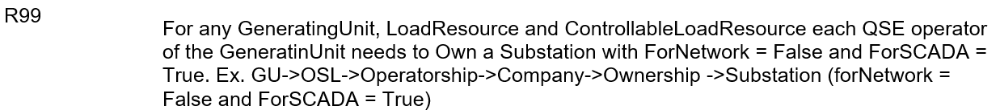 R99
For any GeneratingUnit, LoadResource and ControllableLoadResource each QSE operator
of the GeneratinUnit needs to Own a Substation with ForNetwork = False and ForSCADA =
True. Ex. GU->OSL->Operatorship->Company->Ownership ->Substation (forNetwork =
False and ForSCADA = True)